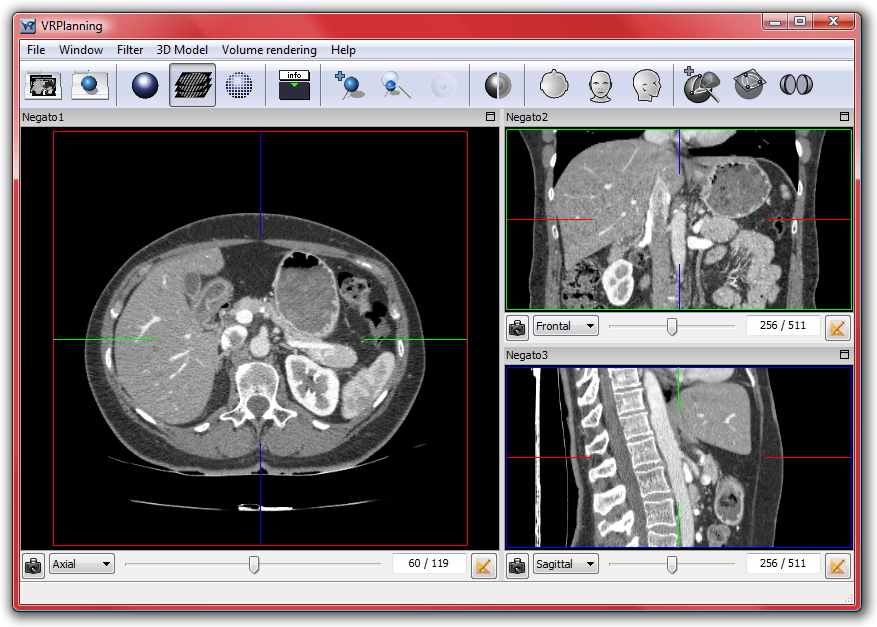 VRPlanning
File Window Filter 3D Model Volume rendering Help
info
Negato1
Negato2
Frontal 256 / 511
Negato3
Axial 60 / 119
Sagittal 256 / 511